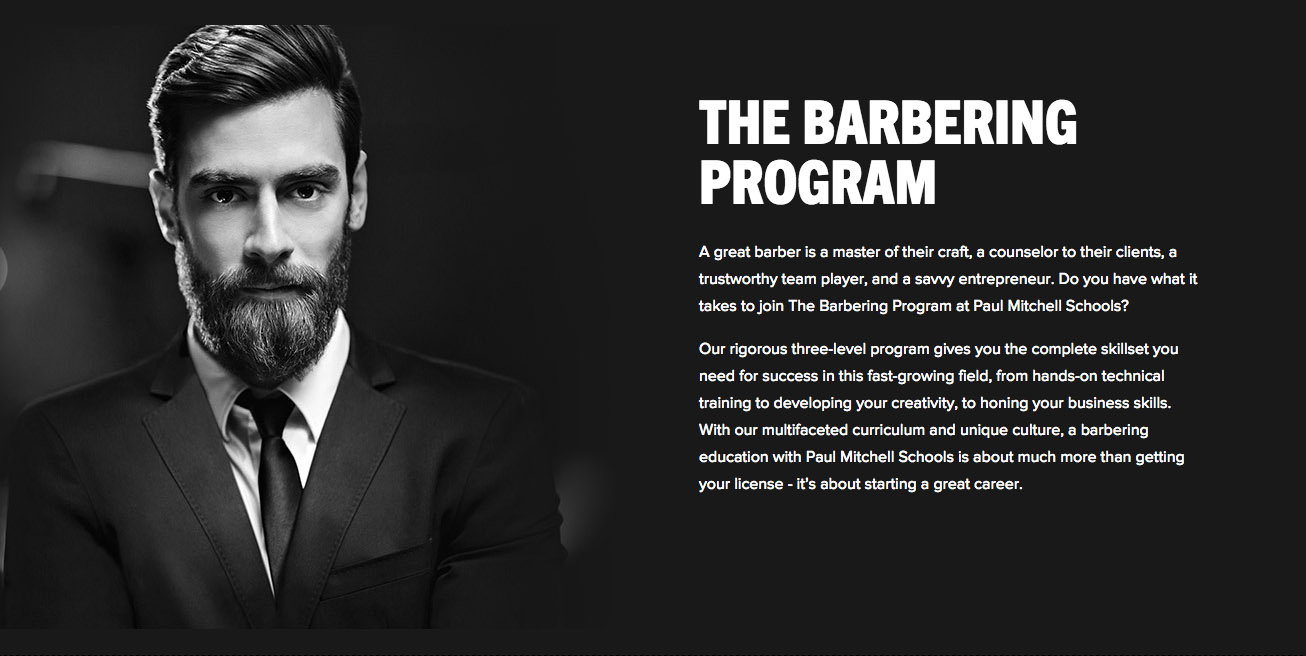 THE BARBERING
PROGRAM
A great barber is a master of their craft, a counselor to their clients, a
trustworthy team player, and a savvy entrepreneur. Do you have what it
takes to join The Barbering Program at Paul Mitchell Schools?
Our rigorous three-level program gives you the complete skillset you
need for success in this fast-growing field, from hands-on technical
training to developing your creativity, to honing your business skills.
With our multifaceted curriculum and unique culture, a barbering
education with Paul Mitchell Schools is about much more than getting
your license - it's about starting a great career.